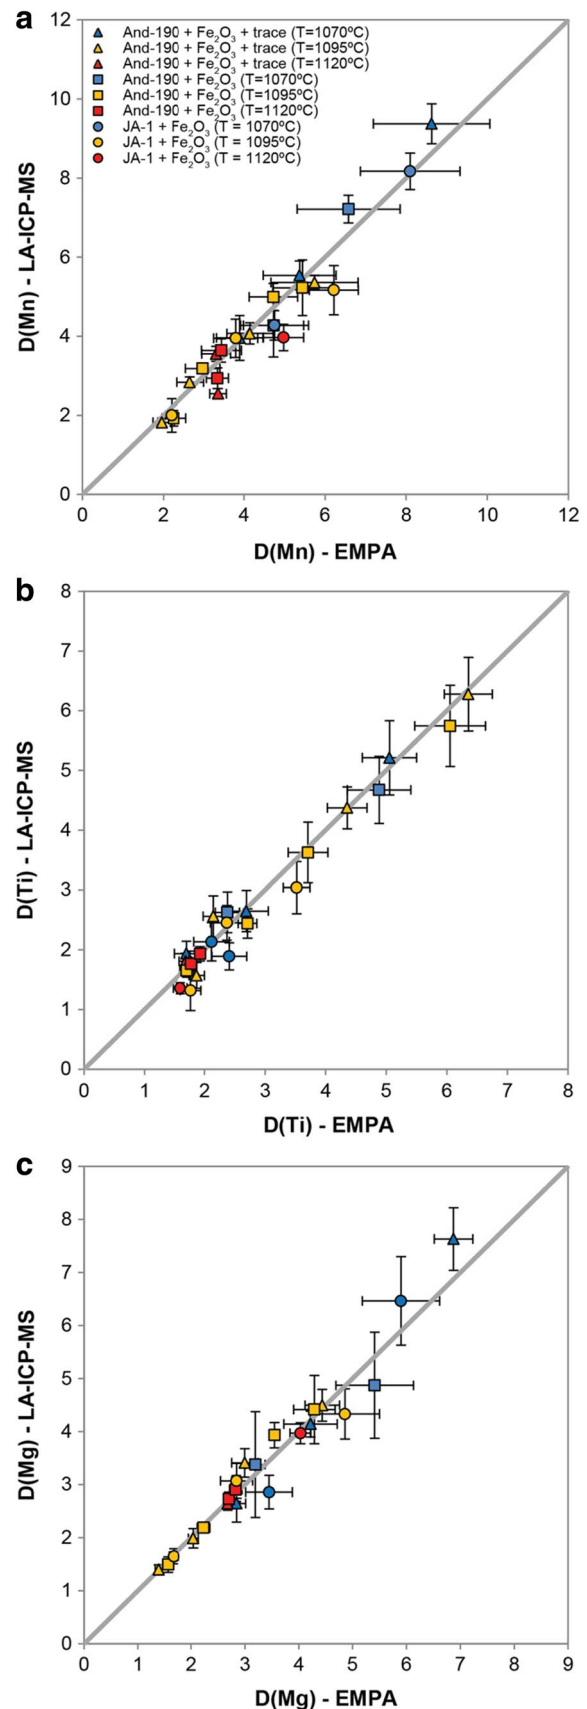 a
12
And-190 + Fe₂O₃ + trace (T=1070ºC)
And-190 + Fe₂O₃ + trace (T=1095ºC)
And-190 + Fe₂O₃ + trace (T=1120ºC)
And-190 + Fe₂O₃ (T=1070ºC)
And-190 + Fe₂O₃ (T=1095ºC)
And-190 + Fe₂O₃ (T=1120ºC)
JA-1 + Fe₂O₃ (T = 1070ºC)
JA-1 + Fe₂O₃ (T = 1095ºC)
JA-1 + Fe₂O₃ (T = 1120ºC)
10
8
6
4
2
0
D(Mn) - LA-ICP-MS
0 2 4 6 8 10 12
D(Mn) - EMPA
b
8
7
6
5
4
3
2
1
0
D(Ti) - LA-ICP-MS
0 1 2 3 4 5 6 7 8
D(Ti) - EMPA
c
9
8
7
6
5
4
3
2
1
0
D(Mg) - LA-ICP-MS
0 1 2 3 4 5 6 7 8 9
D(Mg) - EMPA